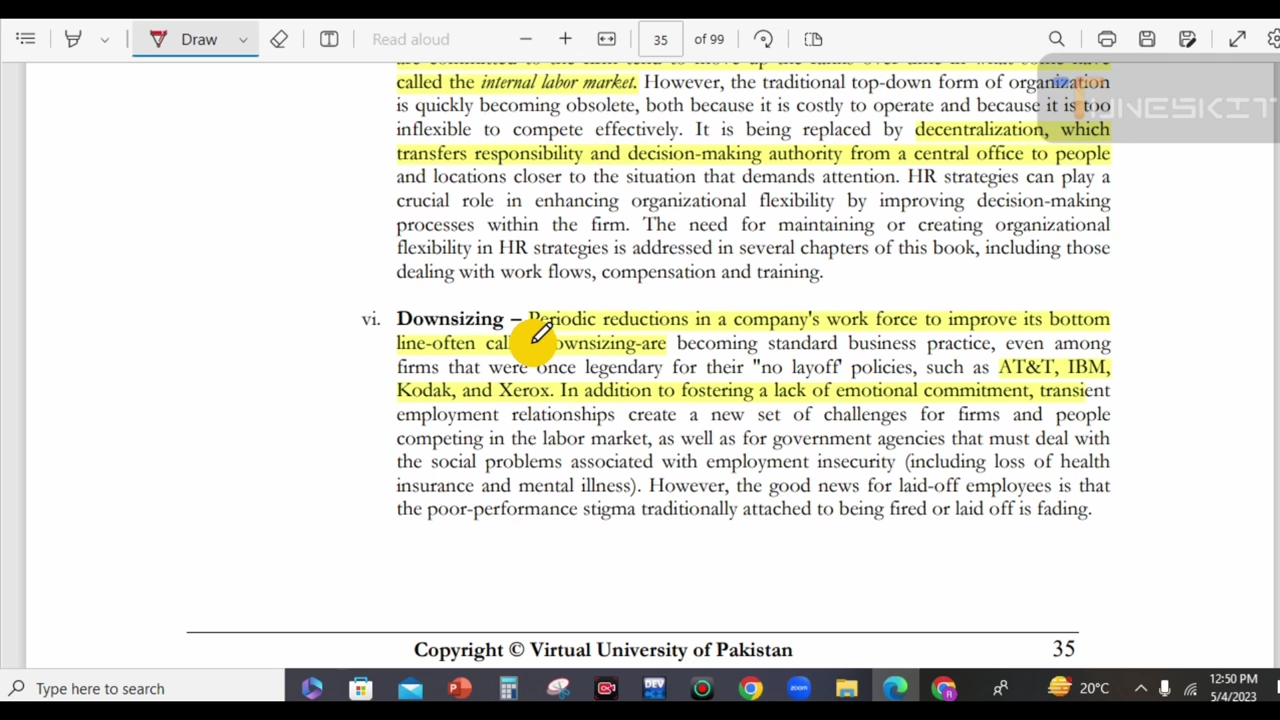 Draw
Read aloud
35
of 99
called the internal labor market. However, the traditional top-down form of organization
is quickly becoming obsolete, both because it is costly to operate and because it is too
inflexible to compete effectively. It is being replaced by decentralization, which
transfers responsibility and decision-making authority from a central office to people
and locations closer to the situation that demands attention. HR strategies can play a
crucial role in enhancing organizational flexibility by improving decision-making
processes within the firm. The need for maintaining or creating organizational
flexibility in HR strategies is addressed in several chapters of this book, including those
dealing with work flows, compensation and training.
vi. Downsizing – Periodic reductions in a company's work force to improve its bottom
line-often downsizing-are becoming standard business practice, even among
firms that were once legendary for their "no layoff' policies, such as AT&T, IBM,
Kodak, and Xerox. In addition to fostering a lack of emotional commitment, transient
employment relationships create a new set of challenges for firms and people
competing in the labor market, as well as for government agencies that must deal with
the social problems associated with employment insecurity (including loss of health
insurance and mental illness). However, the good news for laid-off employees is that
the poor-performance stigma traditionally attached to being fired or laid off is fading.
Copyright © Virtual University of Pakistan
35
TUNESKIT
Type here to search
DEV
zoom
20°C
12:50 PM
5/4/2023